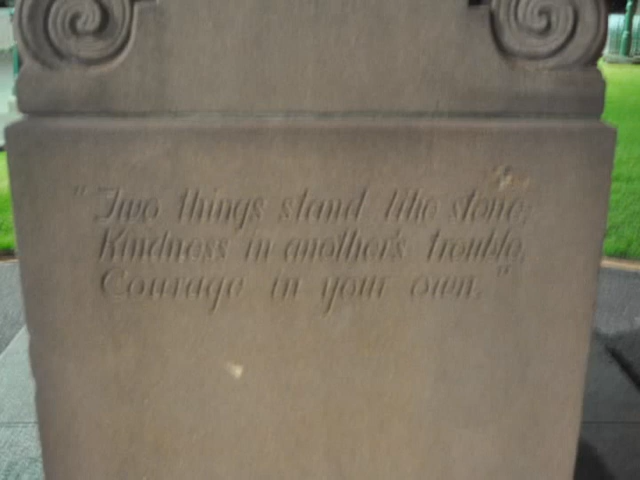 "Two things stand like stone:
Kindness in another's trouble,
Courage in your own."